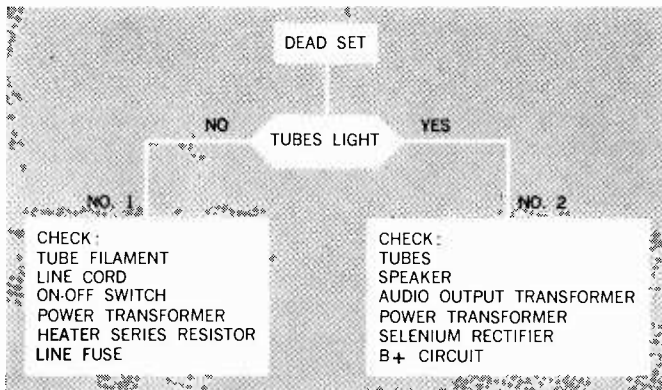 DEAD SET
NO
TUBES LIGHT
YES
NO. 1
CHECK:
TUBE FILAMENT
LINE CORD
ON-OFF SWITCH
POWER TRANSFORMER
HEATER SERIES RESISTOR
LINE FUSE
NO. 2
CHECK:
TUBES
SPEAKER
AUDIO OUTPUT TRANSFORMER
POWER TRANSFORMER
SELENIUM RECTIFIER
B+ CIRCUIT